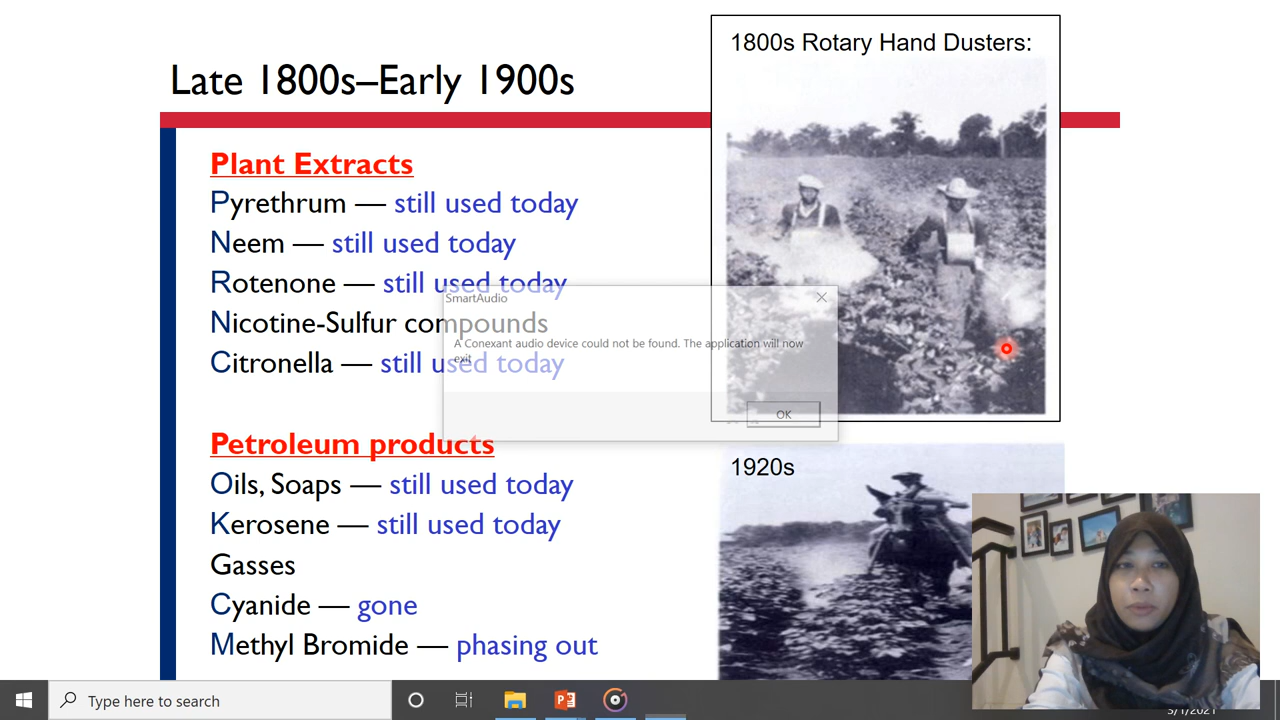 Late 1800s–Early 1900s
1800s Rotary Hand Dusters:
Plant Extracts
Pyrethrum — still used today
Neem — still used today
Rotenone — still used today
Nicotine-Sulfur compounds
Citronella — still used today
SmartAudio
A Conexant audio device could not be found. The application will now
exit
OK
Petroleum products
Oils, Soaps — still used today
Kerosene — still used today
Gasses
Cyanide — gone
Methyl Bromide — phasing out
1920s
Type here to search
3/1/2021